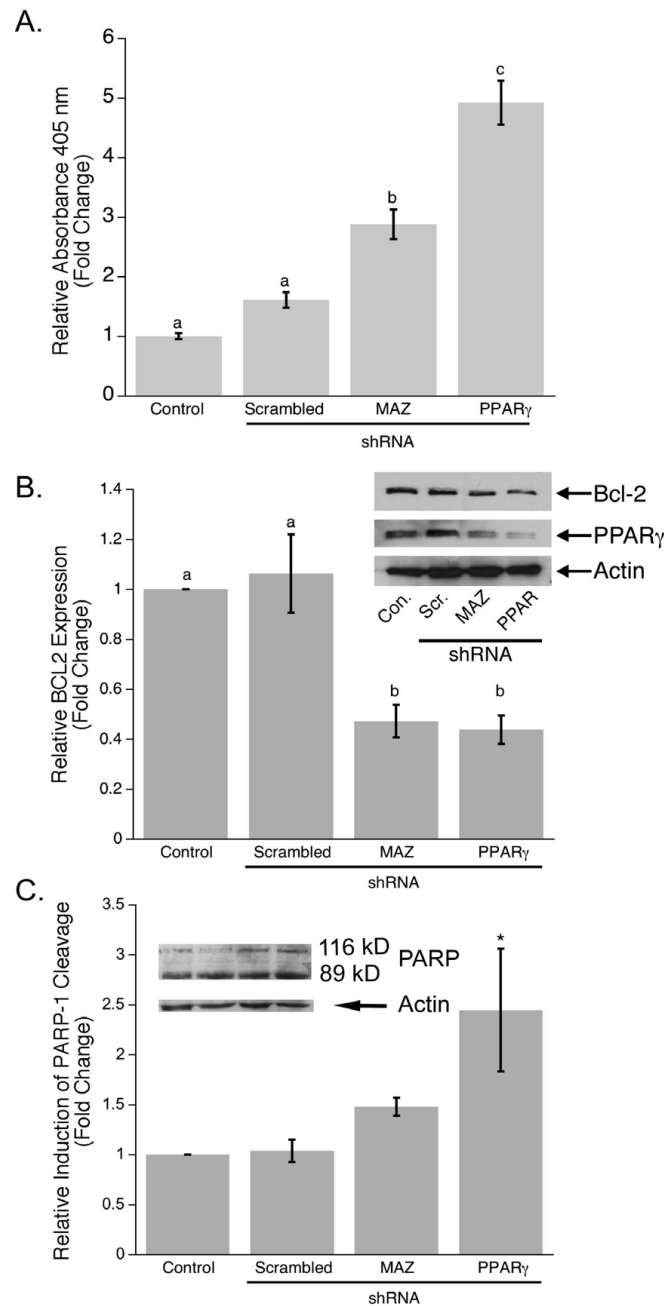 A.
Relative Absorbance 405 nm
(Fold Change)
6
5
4
3
2
1
0
a
a
b
c
Control
Scrambled
MAZ
PPARγ
shRNA
B.
Relative BCL2 Expression
(Fold Change)
1.4
1.2
1
0.8
0.6
0.4
0.2
0
a
a
b
b
Bcl-2
PPARγ
Actin
Con.
Scr.
MAZ
PPAR
shRNA
Control
Scrambled
MAZ
PPARγ
shRNA
C.
Relative Induction of PARP-1 Cleavage
(Fold Change)
3.5
3
2.5
2
1.5
1
0.5
0
116 kD
89 kD
PARP
Actin
*
Control
Scrambled
MAZ
PPARγ
shRNA